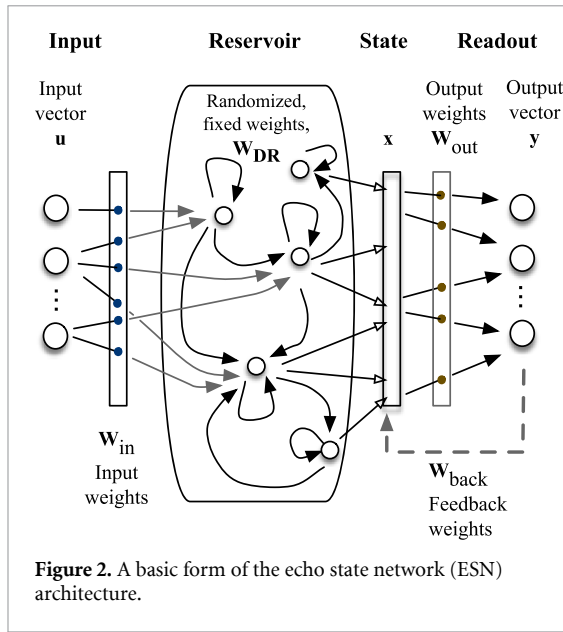 Input Reservoir State Readout
Input
vector
u
Randomized,
fixed weights,
W_DR
x
Output
weights
W_out
Output
vector
y
W_in
Input
weights
W_back
Feedback
weights
Figure 2. A basic form of the echo state network (ESN)
architecture.